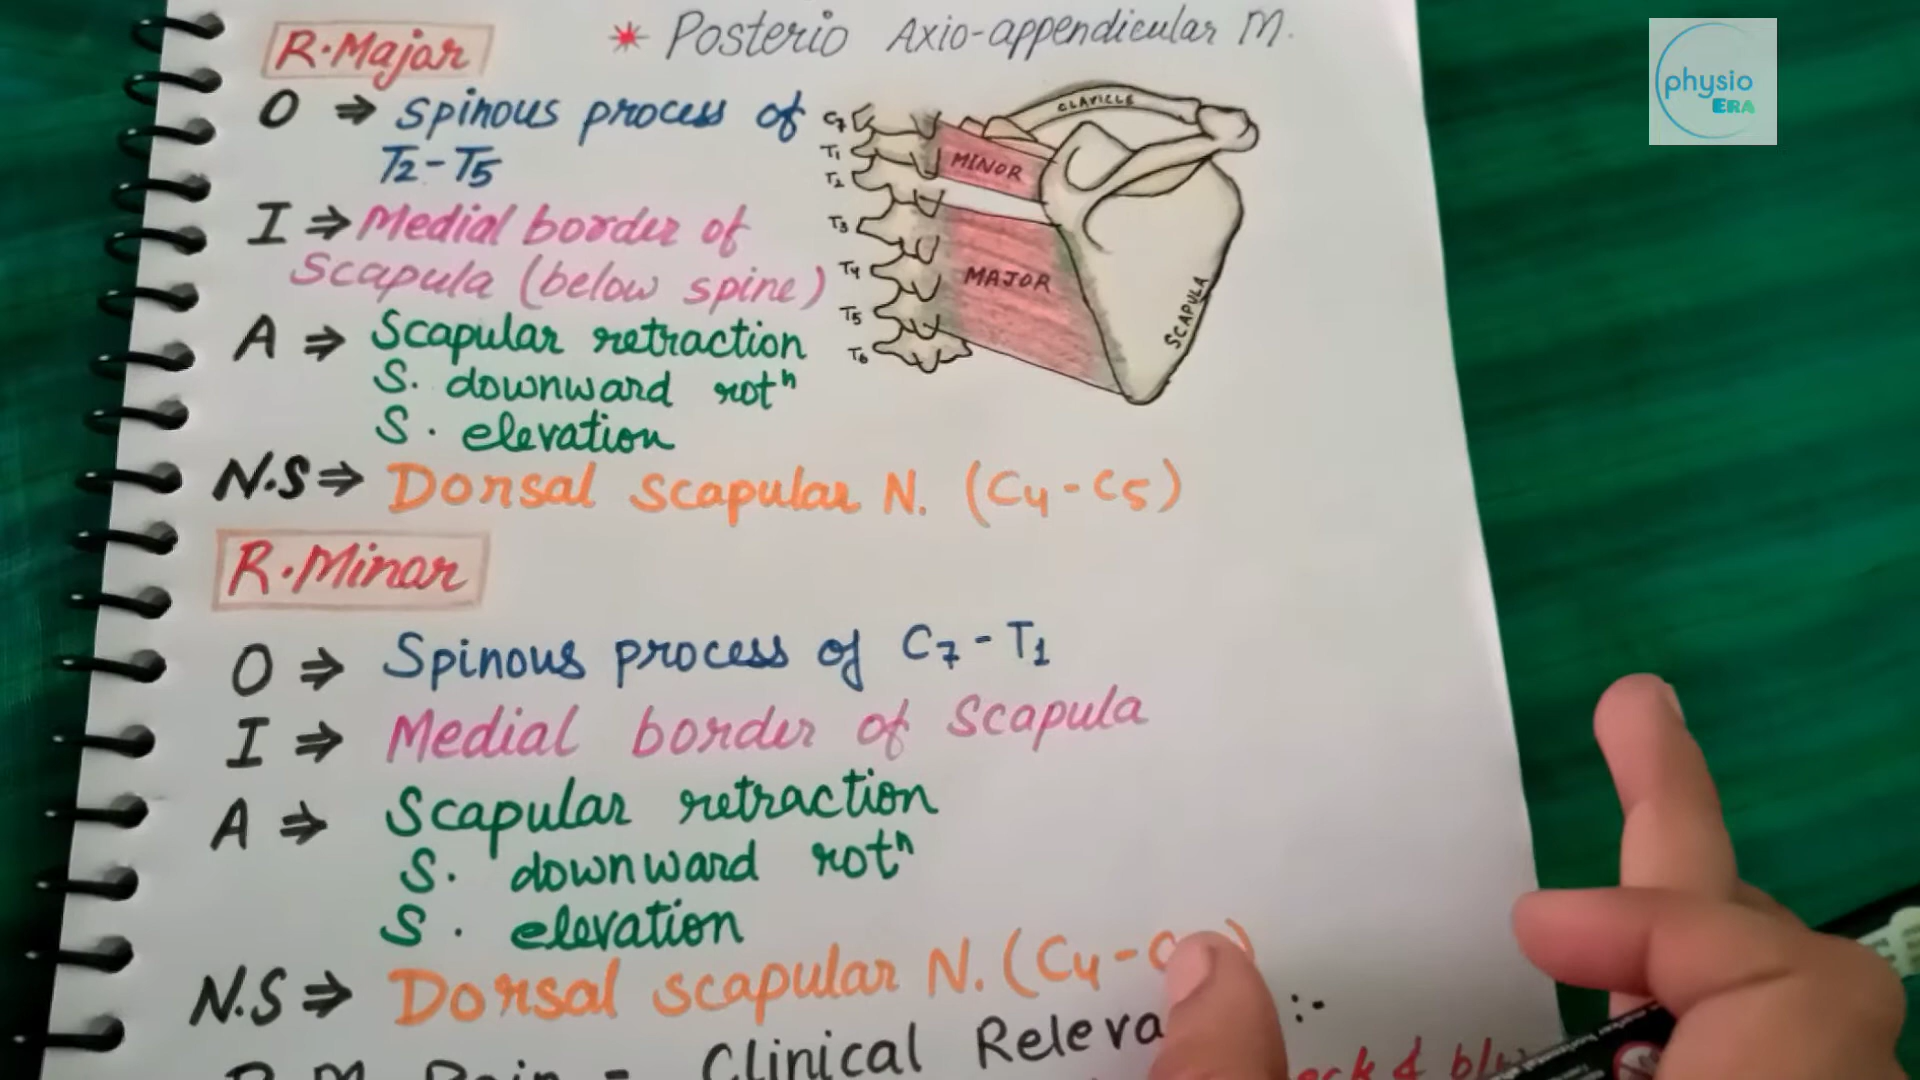 R.Major
* Posterio Axio-appendicular M.
O ⇒ Spinous process of
T2-T5
I ⇒ Medial border of
Scapula (below spine)
A ⇒ Scapular retraction
S. downward rotⁿ
S. elevation
N.S ⇒ Dorsal scapular N. (C4-C5)
C7
T1
T2
T3
T4
T5
T6
CLAVICLE
MINOR
MAJOR
SCAPULA
R.Minor
O ⇒ Spinous process of C7-T1
I ⇒ Medial border of Scapula
A ⇒ Scapular retraction
S. downward rotⁿ
S. elevation
N.S ⇒ Dorsal scapular N. (C4-
Clinical Releva :-
physio
ERA